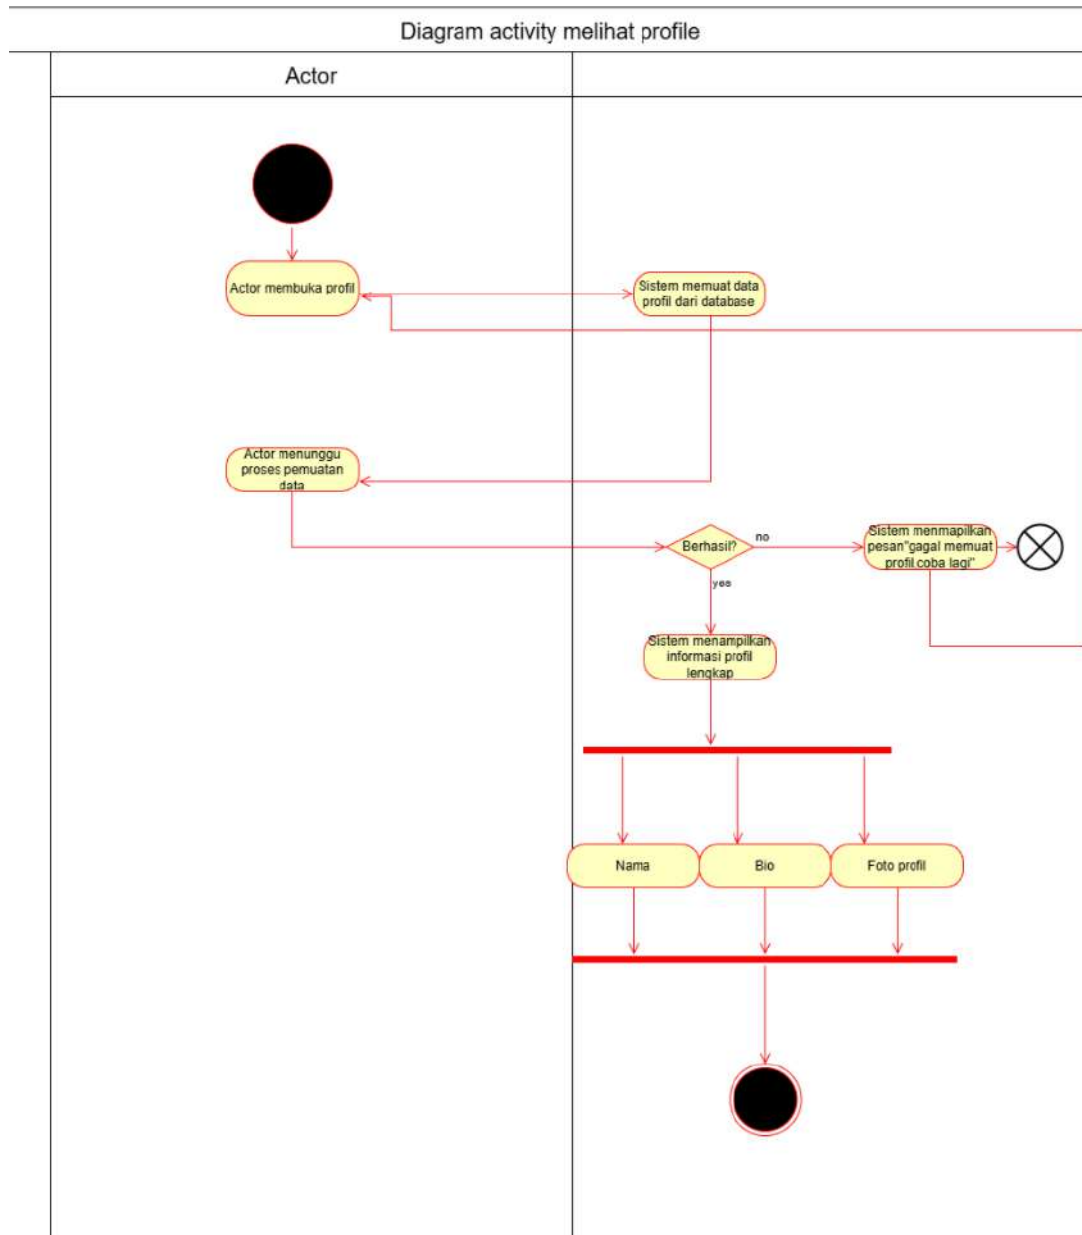 Diagram activity melihat profile
Actor
Actor membuka profil
Sistem memuat data
profil dari database
Actor menunggu
proses pemuatan
data
Berhasil?
no
Sistem menmapilkan
pesan"gagal memuat
profil coba lagi"
yes
Sistem menampilkan
informasi profil
lengkap
Nama
Bio
Foto profil